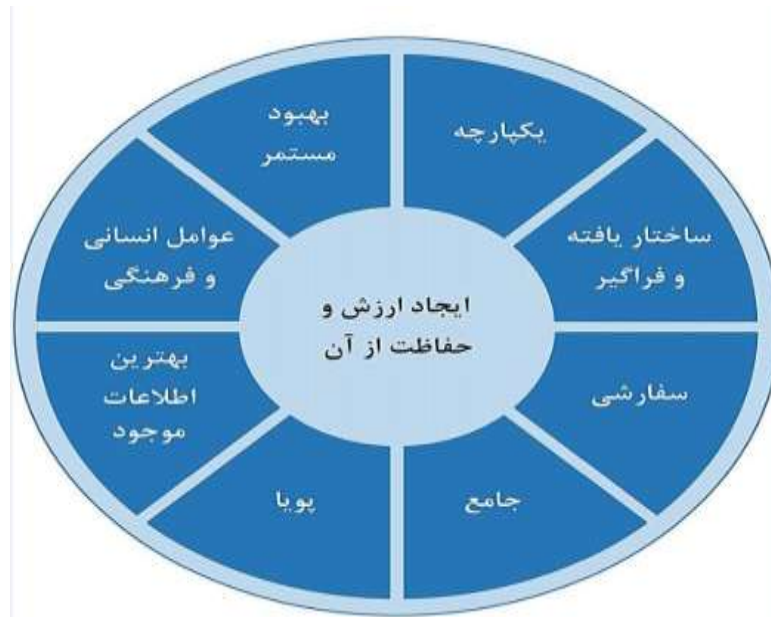 یکپارچه
ساختار یافته
و فراگیر
سفارشی
جامع
پویا
بهترین
اطلاعات
موجود
عوامل انسانی
و فرهنگی
بهبود
مستمر
ایجاد ارزش و
حفاظت از آن